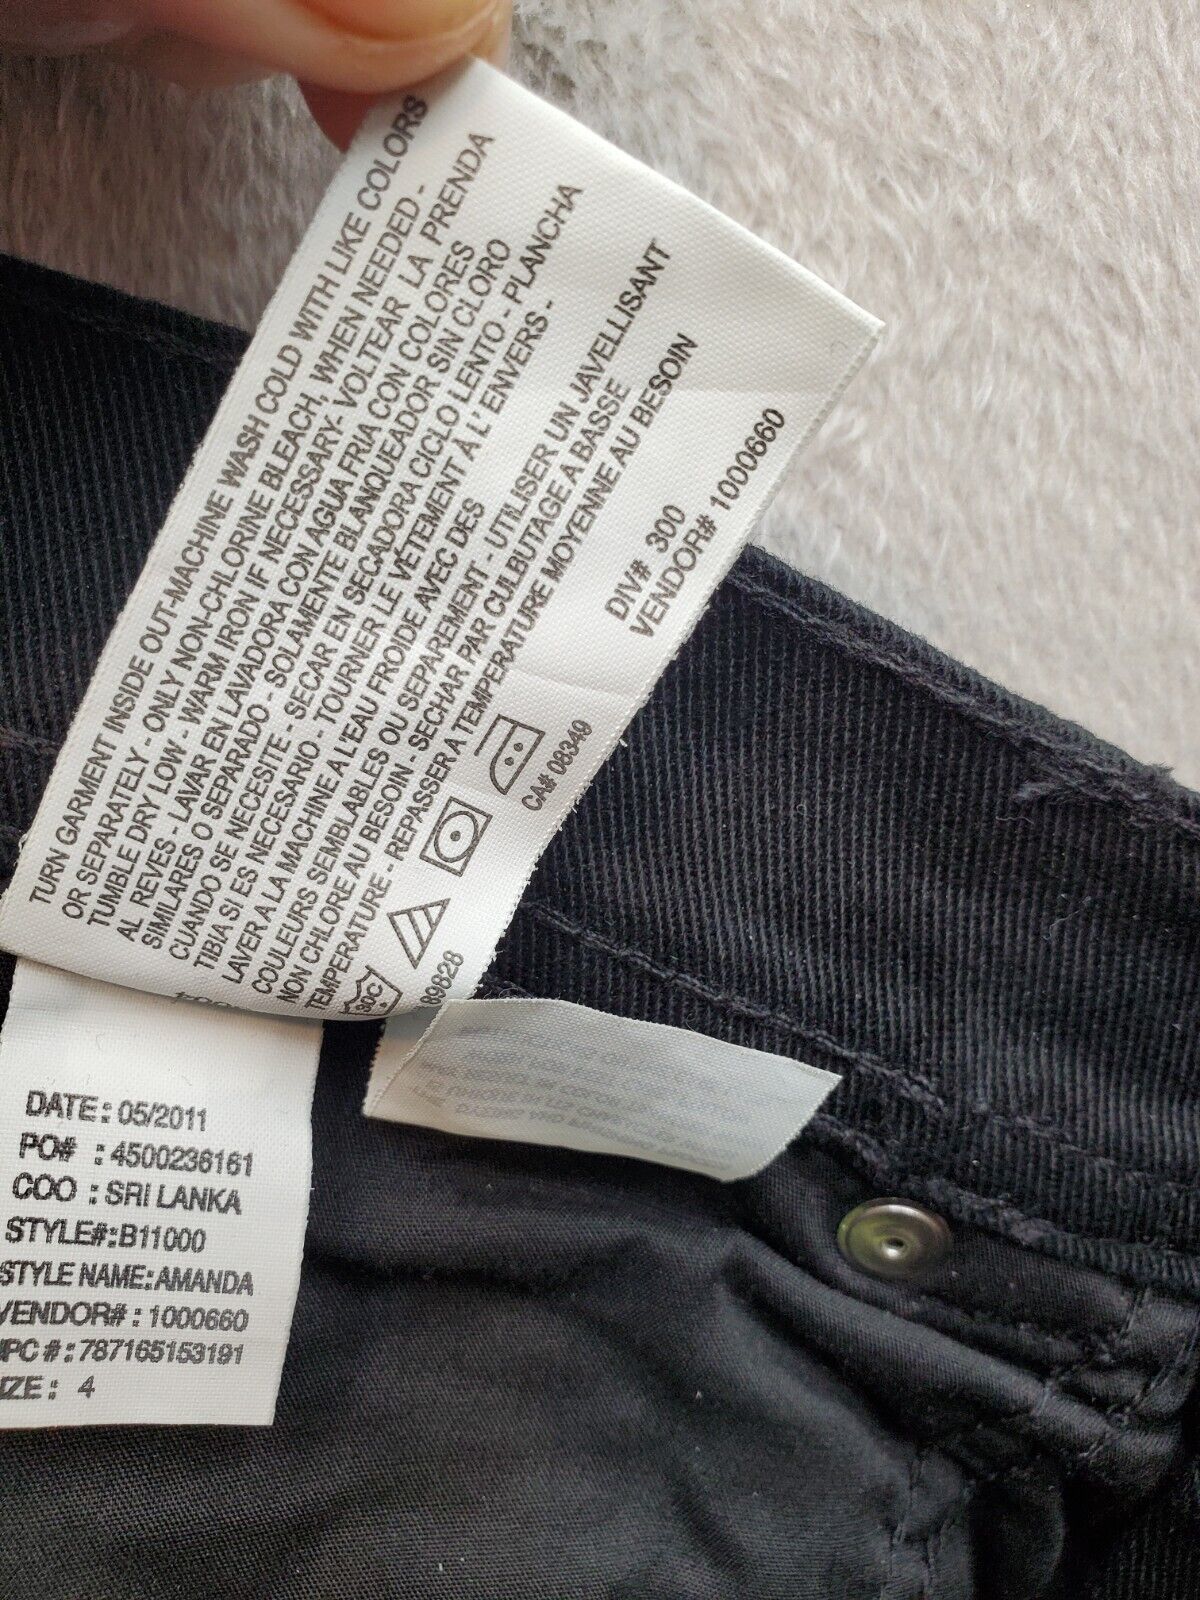 TURN GARMENT INSIDE OUT-MACHINE WASH COLD WITH LIKE COLORS
OR SEPARATELY - ONLY NON-CHLORINE BLEACH, WHEN NEEDED -
TUMBLE DRY LOW - WARM IRON IF NECESSARY- VOLTEAR LA PRENDA
AL REVES - LAVAR EN LAVADORA CON AGUA FRIA CON COLORES
SIMILARES O SEPARADO - SOLAMENTE BLANQUEADOR SIN CLORO
CUANDO SE NECESITE - SECAR EN SECADORA CICLO LENTO - PLANCHA
TIBIA SI ES NECESARIO - TOURNER LE VÊTEMENT À L' ENVERS -
LAVER A LA MACHINE A L'EAU FROIDE AVEC DES
COULEURS SEMBLABLES OU SEPAREMENT - UTILISER UN JAVELLISANT
NON CHLORE AU BESOIN - SECHAR PAR CULBUTAGE A BASSE
TEMPERATURE - REPASSER A TEMPERATURE MOYENNE AU BESOIN
DIV# 300
VENDOR# 1000660
30C
89828
CA# 08349
DATE: 05/2011
PO# : 4500236161
COO : SRI LANKA
STYLE#:B11000
STYLE NAME:AMANDA
VENDOR# : 1000660
PC #: 787165153191
IZE: 4